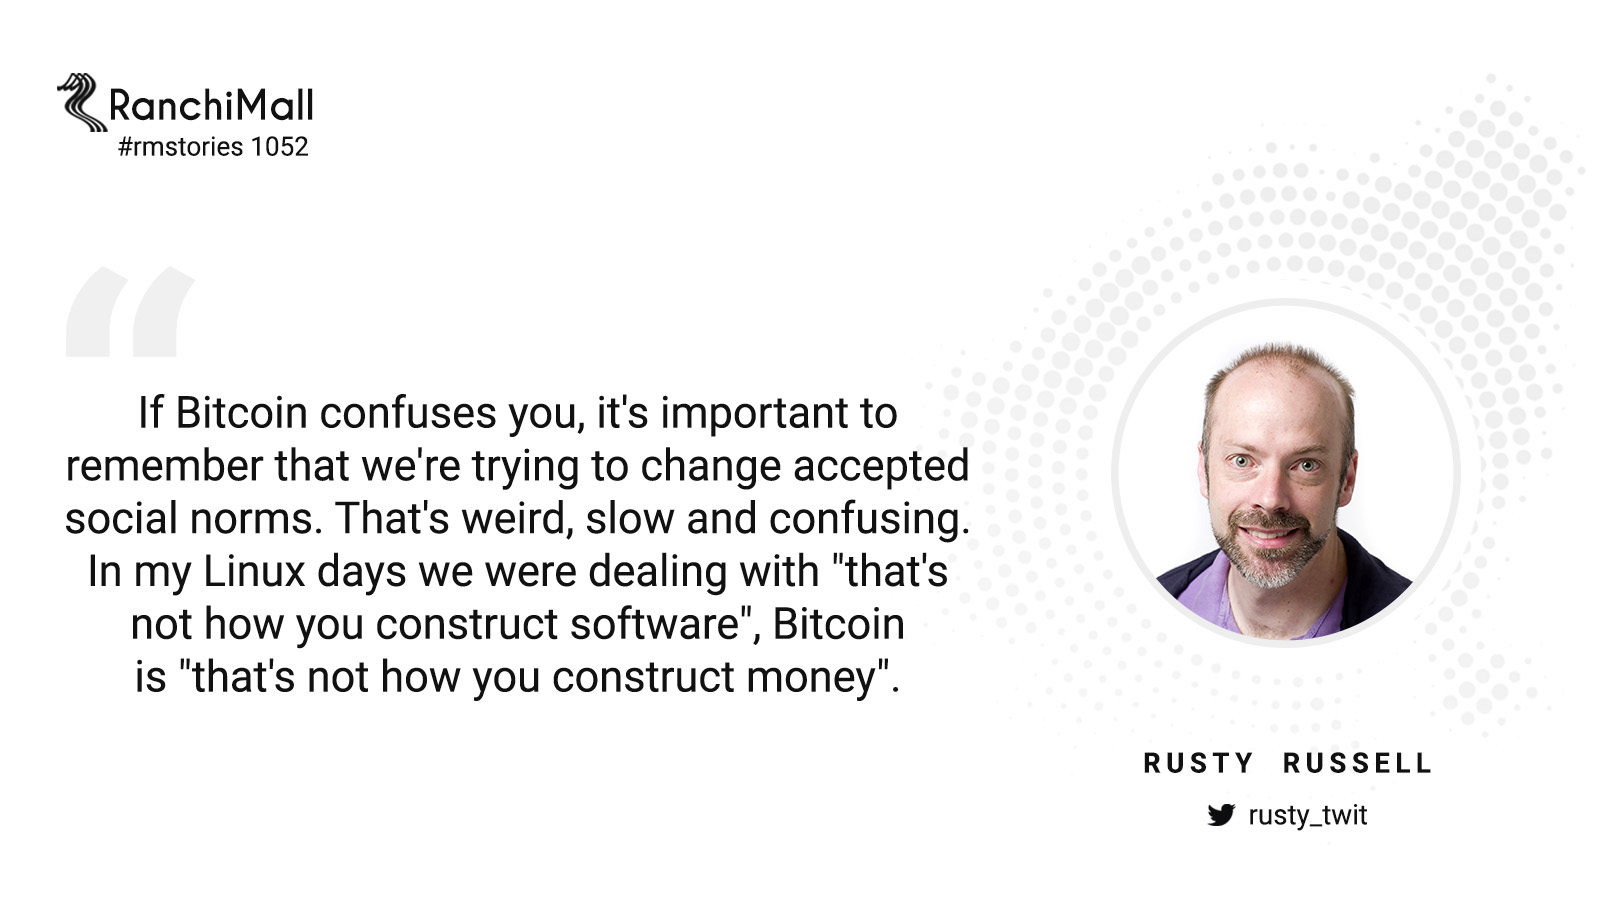 RanchiMall
#rmstories 1052
“
If Bitcoin confuses you, it's important to
remember that we're trying to change accepted
social norms. That's weird, slow and confusing.
In my Linux days we were dealing with "that's
not how you construct software", Bitcoin
is "that's not how you construct money".
RUSTY RUSSELL
rusty_twit